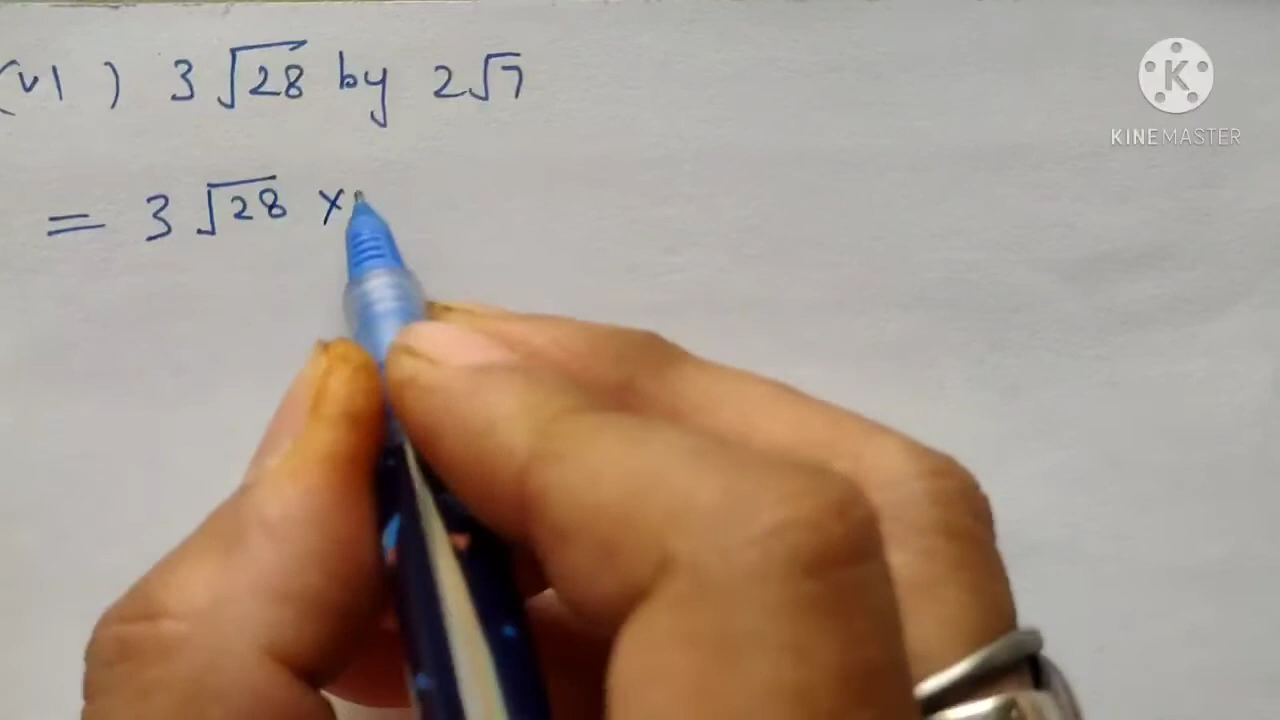 (vi) 3√28 by 2√7
K
KINEMASTER
= 3√28 ×